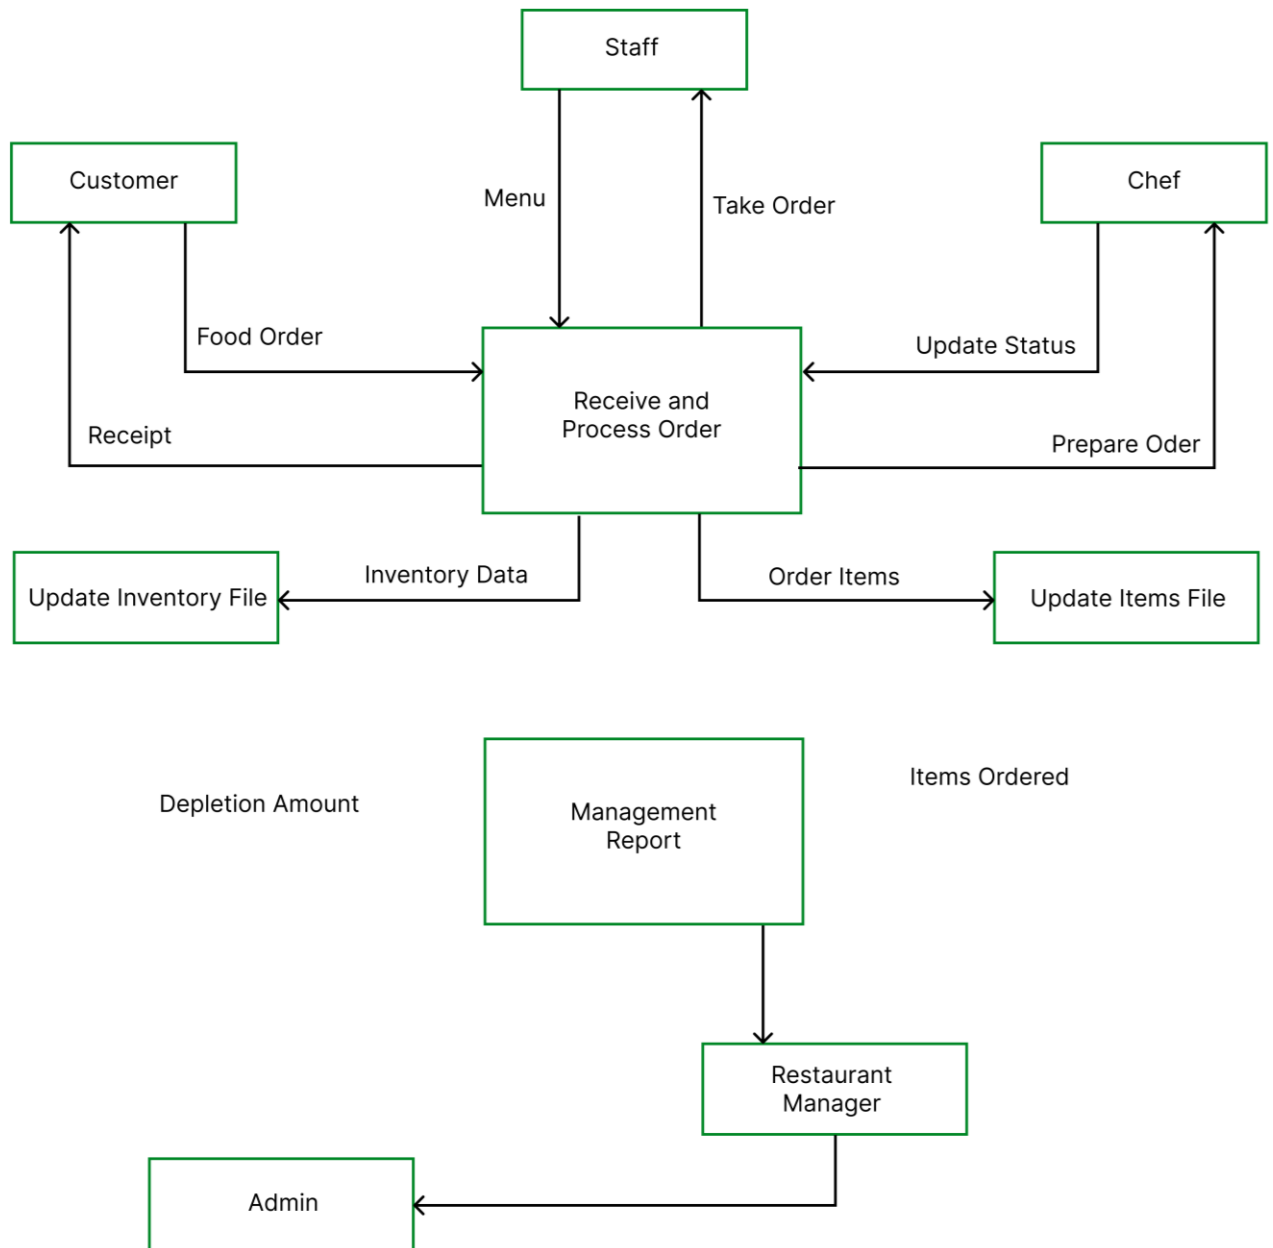 Staff
Customer
Chef
Menu
Take Order
Food Order
Update Status
Receive and
Process Order
Receipt
Prepare Oder
Inventory Data
Order Items
Update Inventory File
Update Items File
Items Ordered
Depletion Amount
Management
Report
Restaurant
Manager
Admin